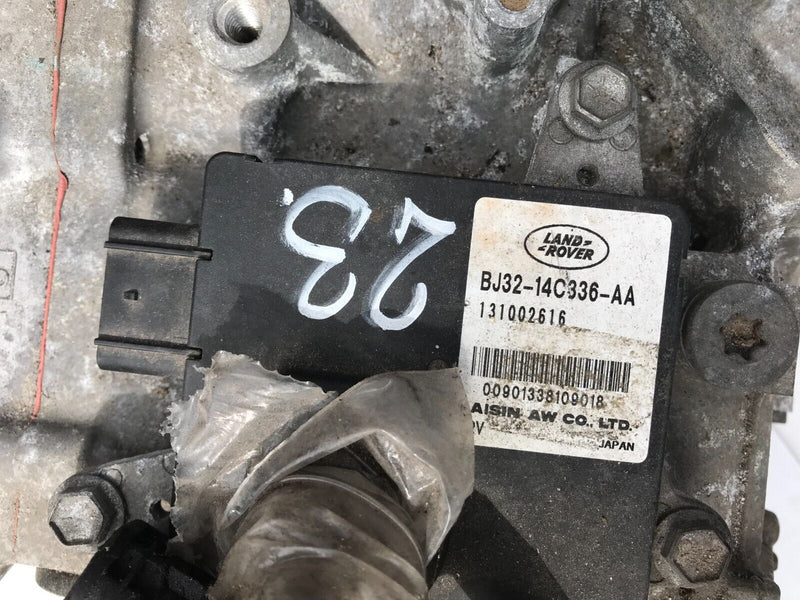 23.
LAND-
ROVER
BJ32-14C336-AA
131002616
00901338109018
AISIN AW CO., LTD.
JAPAN